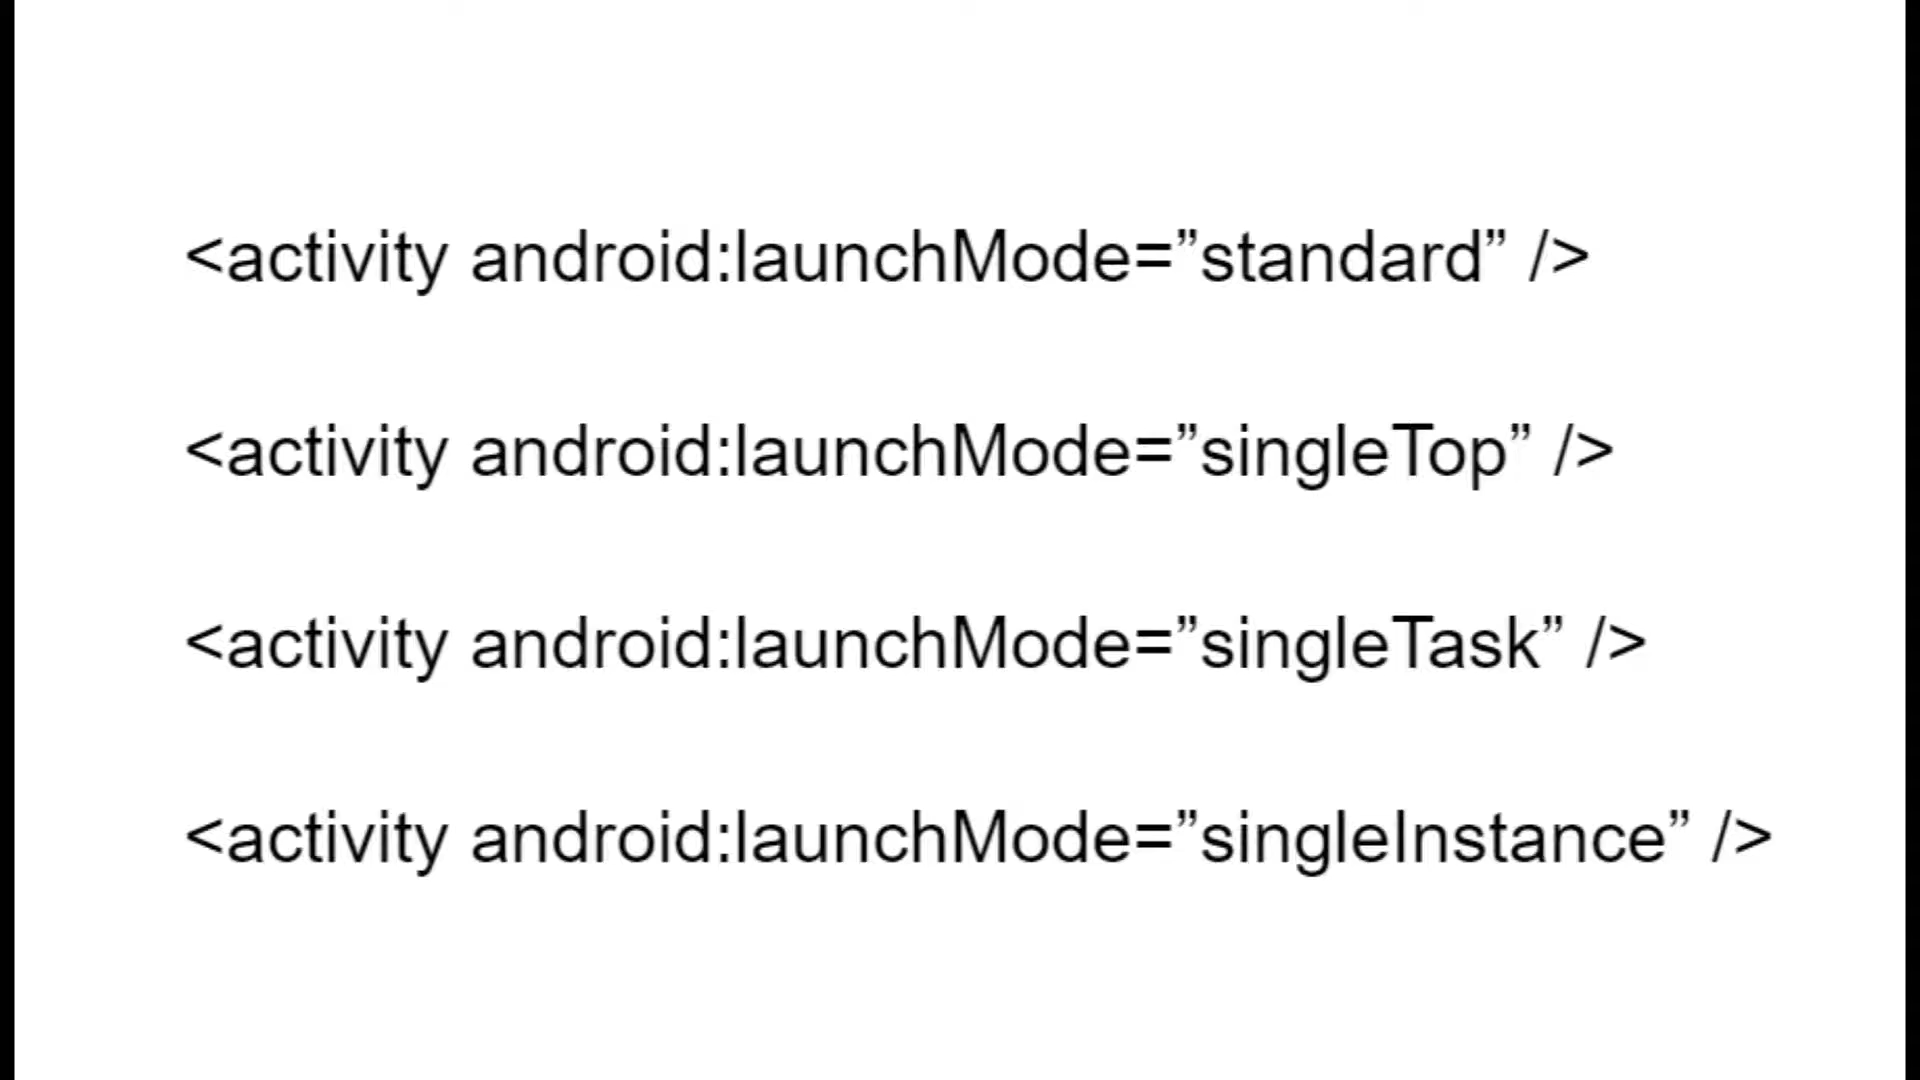 <activity android:launchMode=”standard” />
<activity android:launchMode=”singleTop” />
<activity android:launchMode=”singleTask” />
<activity android:launchMode=”singleInstance” />